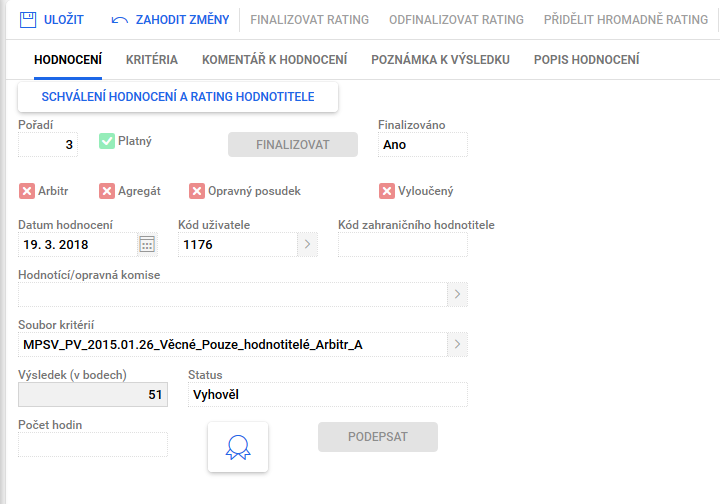 ULOŽIT ZAHODIT ZMĚNY FINALIZOVAT RATING ODFINALIZOVAT RATING PŘIDĚLIT HROMADNĚ RATING
HODNOCENÍ KRITÉRIA KOMENTÁŘ K HODNOCENÍ POZNÁMKA K VÝSLEDKU POPIS HODNOCENÍ
SCHVÁLENÍ HODNOCENÍ A RATING HODNOTITELE
Pořadí Finalizováno
3 Platný FINALIZOVAT Ano
Arbitr Agregát Opravný posudek Vyloučený
Datum hodnocení Kód uživatele Kód zahraničního hodnotitele
19. 3. 2018 1176
Hodnotící/opravná komise
Soubor kritérií
MPSV_PV_2015.01.26_Věcné_Pouze_hodnotitelé_Arbitr_A
Výsledek (v bodech) Status
51 Vyhověl
Počet hodin
PODEPSAT